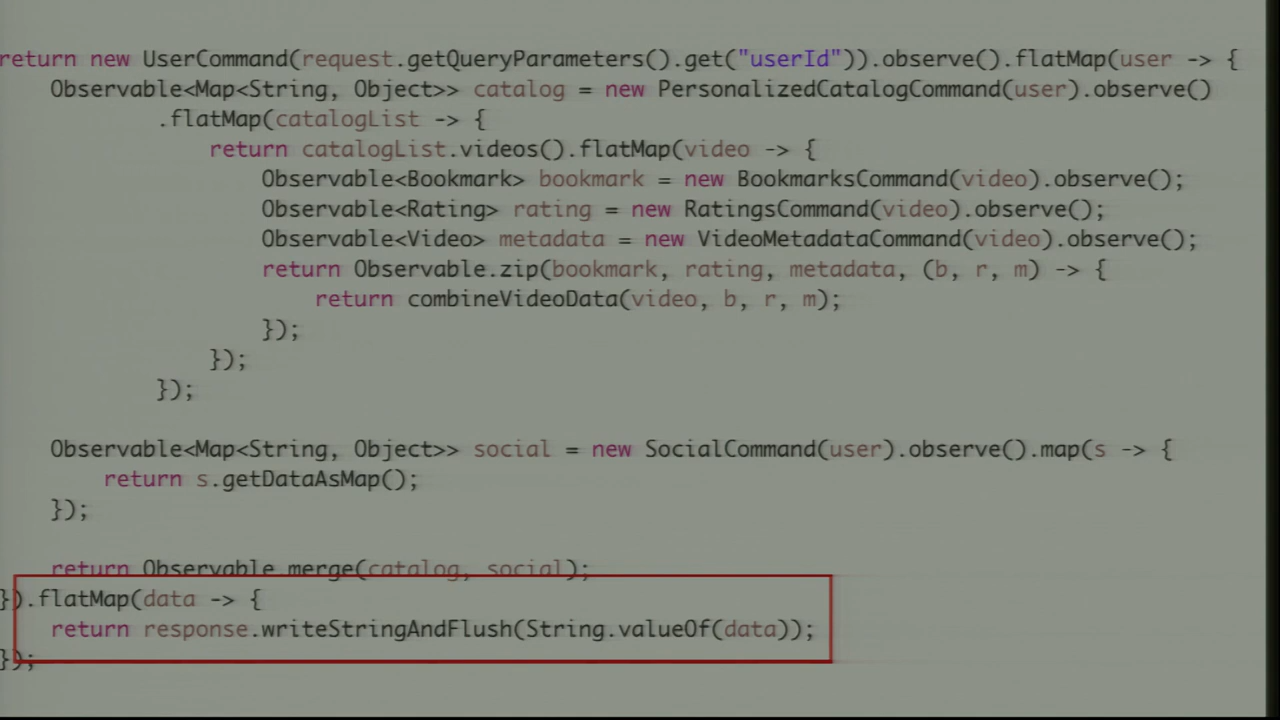 return new UserCommand(request.getQueryParameters().get("userId")).observe().flatMap(user -> {
Observable<Map<String, Object>> catalog = new PersonalizedCatalogCommand(user).observe()
.flatMap(catalogList -> {
return catalogList.videos().flatMap(video -> {
Observable<Bookmark> bookmark = new BookmarksCommand(video).observe();
Observable<Rating> rating = new RatingsCommand(video).observe();
Observable<Video> metadata = new VideoMetadataCommand(video).observe();
return Observable.zip(bookmark, rating, metadata, (b, r, m) -> {
return combineVideoData(video, b, r, m);
});
});
});
Observable<Map<String, Object>> social = new SocialCommand(user).observe().map(s -> {
return s.getDataAsMap();
});
return Observable.merge(catalog, social);
}).flatMap(data -> {
return response.writeStringAndFlush(String.valueOf(data));
});